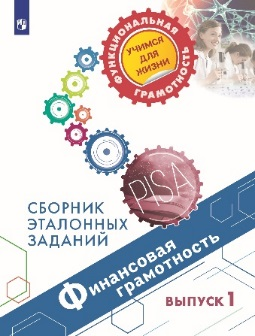 ФУНКЦИОНАЛЬНАЯ
УЧИМСЯ ДЛЯ
ЖИЗНИ
ГРАМОТНОСТЬ
PISA
СБОРНИК
ЭТАЛОННЫХ
ЗАДАНИЙ
Финансовая
грамотность
ВЫПУСК 1